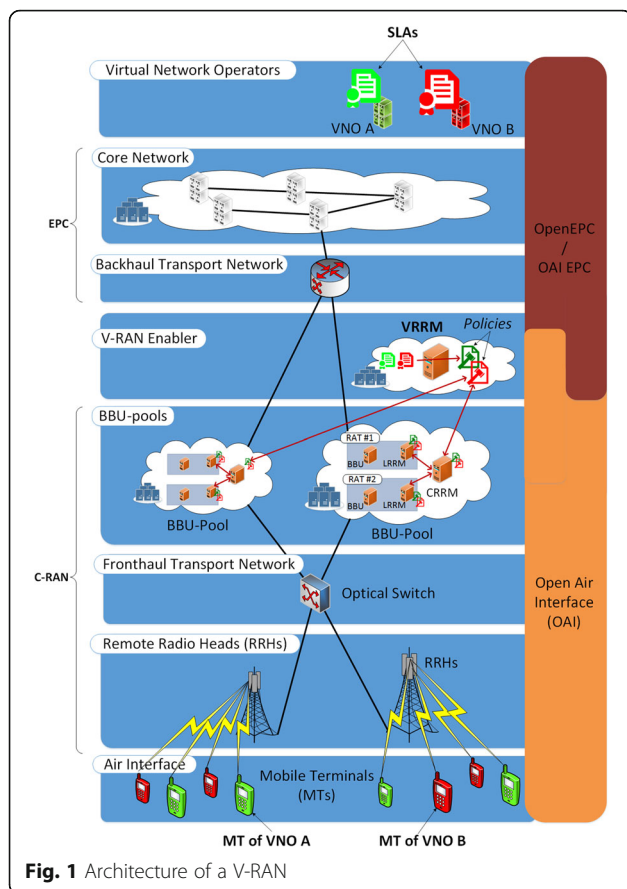 SLAs
Virtual Network Operators
VNO A
VNO B
Core Network
EPC
OpenEPC
/
OAI EPC
Backhaul Transport Network
V-RAN Enabler
VRRM
Policies
BBU-pools
RAT #1
BBU
LRRM
RAT #2
CRRM
BBU
LRRM
BBU-Pool
BBU-Pool
Fronthaul Transport Network
C-RAN
Optical Switch
Open Air
Interface
(OAI)
Remote Radio Heads (RRHs)
RRHs
Air Interface
Mobile Terminals
(MTs)
MT of VNO A
MT of VNO B
Fig. 1 Architecture of a V-RAN